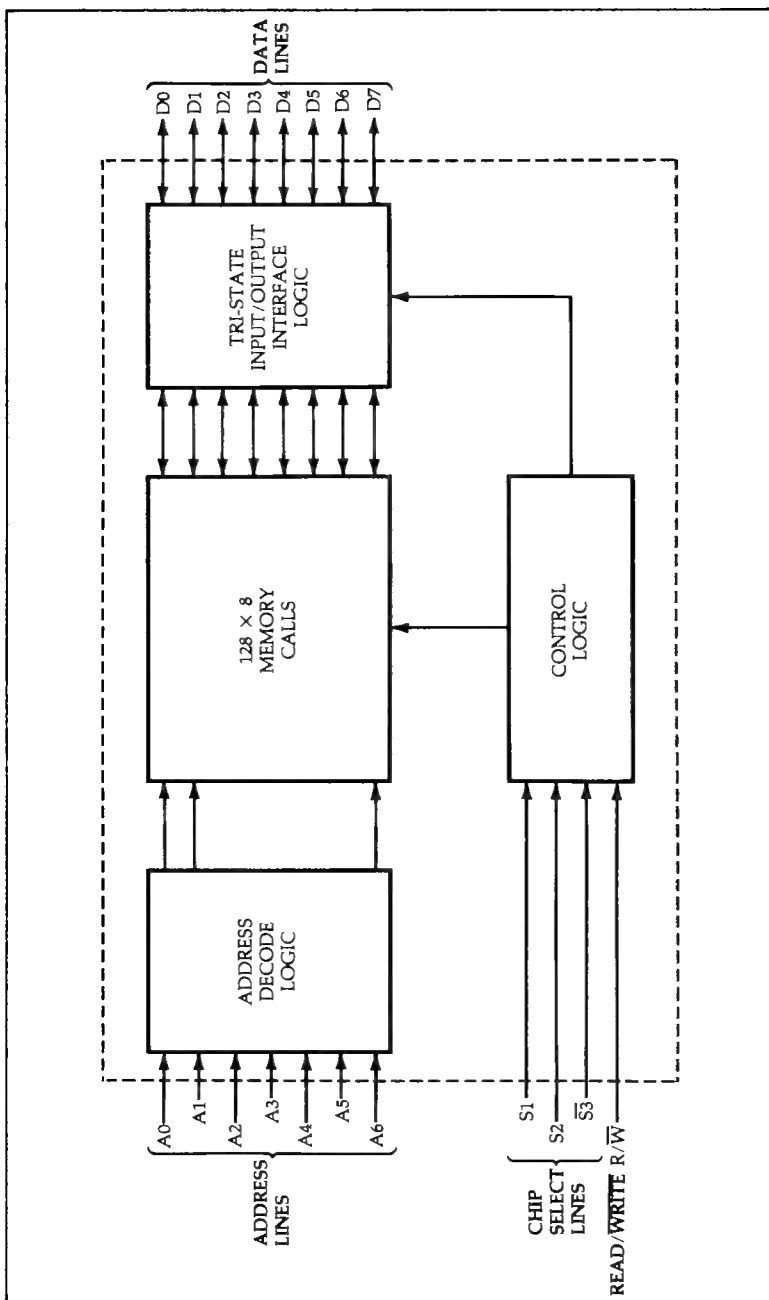 ADDRESS
LINES
A0
A1
A2
A3
A4
A5
A6
ADDRESS
DECODE
LOGIC
128 × 8
MEMORY
CALLS
TRI-STATE
INPUT/OUTPUT
INTERFACE
LOGIC
D0
D1
D2
D3
D4
D5
D6
D7
DATA
LINES
CHIP
SELECT
LINES
S1
S2
S̅3̅
READ/W̅R̅I̅T̅E̅ R/W̅
CONTROL
LOGIC